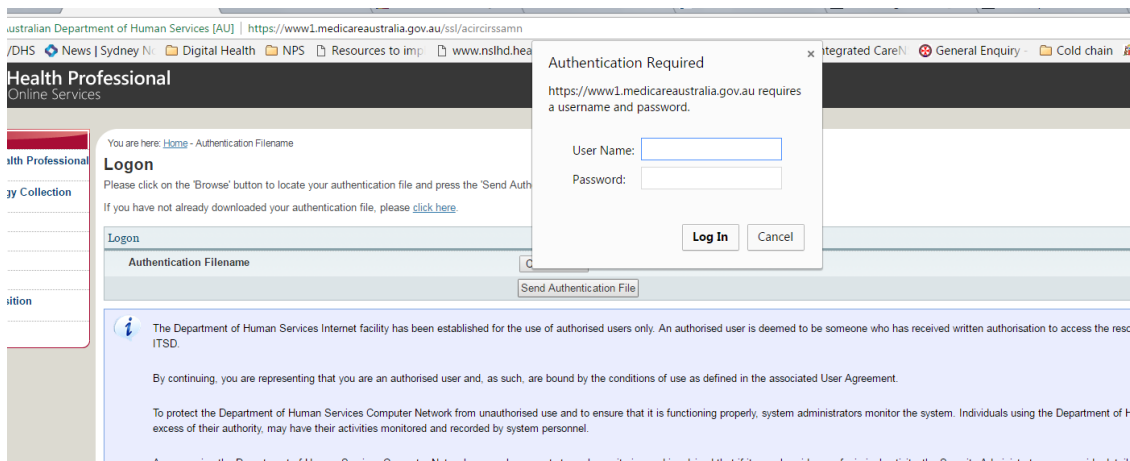 Australian Department of Human Services [AU] | https://www1.medicareaustralia.gov.au/ssl/acircirssamn
/DHS News | Sydney N Digital Health NPS Resources to imp www.nslhd.hea ntegrated CareN General Enquiry - Cold chain
Health Professional
Online Services
Authentication Required
×
https://www1.medicareaustralia.gov.au requires
a username and password.
User Name:
Password:
Log In Cancel
alth Professional
gy Collection
sition
You are here: Home - Authentication Filename
Logon
Please click on the 'Browse' button to locate your authentication file and press the 'Send Auth
If you have not already downloaded your authentication file, please click here.
Logon
Authentication Filename
Send Authentication File
The Department of Human Services Internet facility has been established for the use of authorised users only. An authorised user is deemed to be someone who has received written authorisation to access the reso
ITSD.
By continuing, you are representing that you are an authorised user and, as such, are bound by the conditions of use as defined in the associated User Agreement.
To protect the Department of Human Services Computer Network from unauthorised use and to ensure that it is functioning properly, system administrators monitor the system. Individuals using the Department of H
excess of their authority, may have their activities monitored and recorded by system personnel.